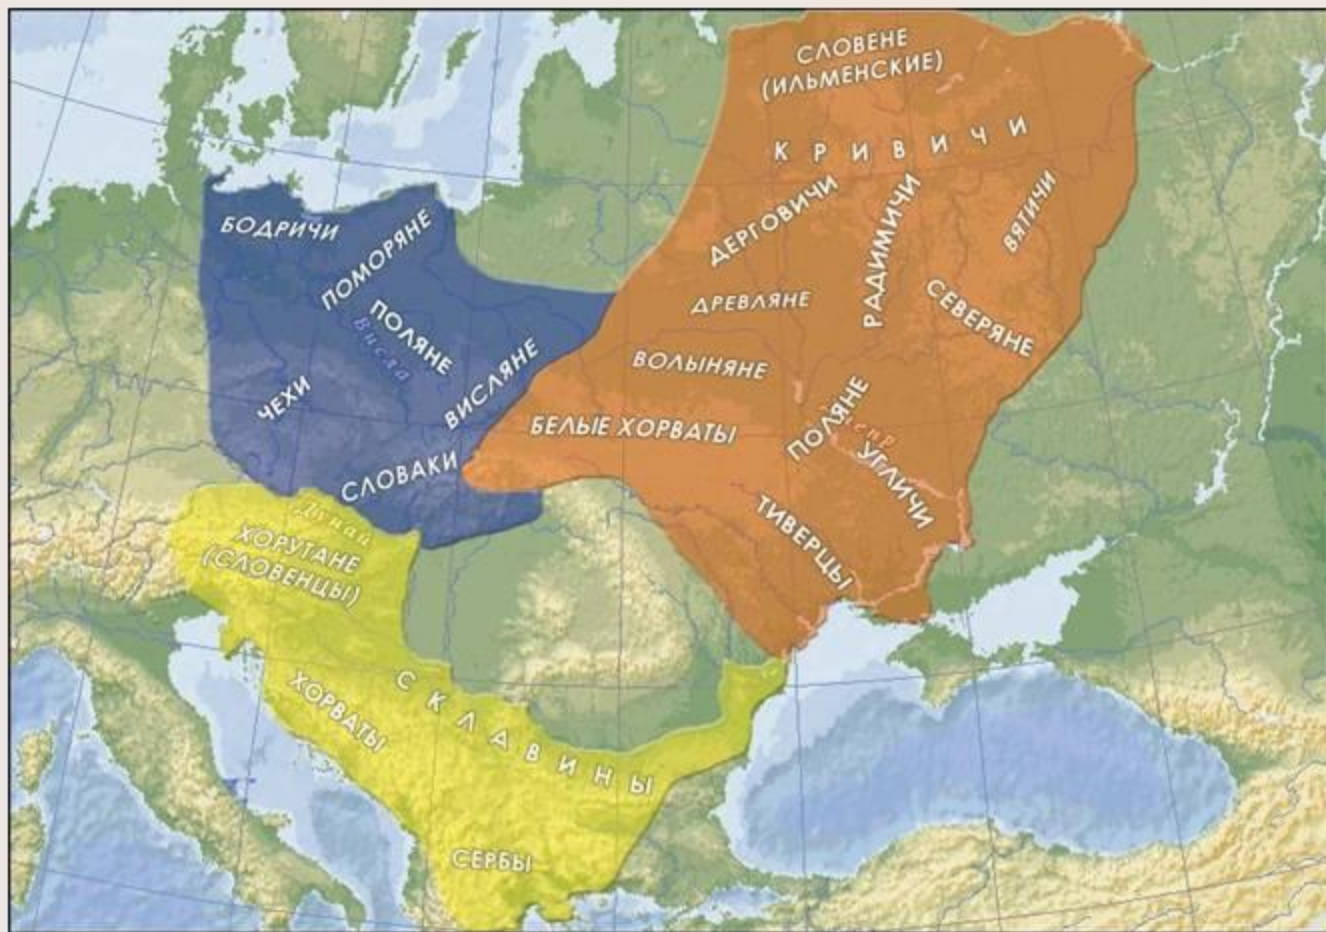 СЛОВЕНЕ
(ИЛЬМЕНСКИЕ)
КРИВИЧИ
ДЕРГОВИЧИ
РАДИМИЧИ
ВЯТИЧИ
БОДРИЧИ
ПОМОРЯНЕ
ПОЛЯНЕ
Висла
ВИСЛЯНЕ
ЧЕХИ
СЛОВАКИ
ДРЕВЛЯНЕ
СЕВЕРЯНЕ
ВОЛЫНЯНЕ
БЕЛЫЕ ХОРВАТЫ
ПОЛЯНЕ
УГЛИЧИ
ТИВЕРЦЫ
Дунай
ХОРУТАНЕ
(СЛОВЕНЦЫ)
ХОРВАТЫ
СКЛАВИНЫ
СЕРБЫ